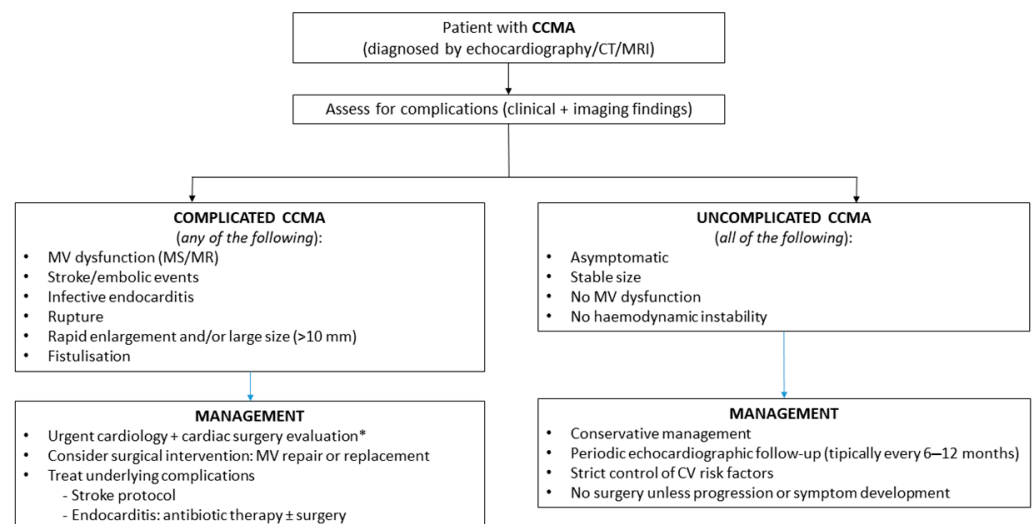 Patient with CCMA
(diagnosed by echocardiography/CT/MRI)
Assess for complications (clinical + imaging findings)
COMPLICATED CCMA
(any of the following):
• MV dysfunction (MS/MR)
• Stroke/embolic events
• Infective endocarditis
• Rupture
• Rapid enlargement and/or large size (>10 mm)
• Fistulisation
UNCOMPLICATED CCMA
(all of the following):
• Asymptomatic
• Stable size
• No MV dysfunction
• No haemodynamic instability
MANAGEMENT
• Urgent cardiology + cardiac surgery evaluation*
• Consider surgical intervention: MV repair or replacement
• Treat underlying complications
- Stroke protocol
- Endocarditis: antibiotic therapy ± surgery
MANAGEMENT
• Conservative management
• Periodic echocardiographic follow-up (tipically every 6–12 months)
• Strict control of CV risk factors
• No surgery unless progression or symptom development